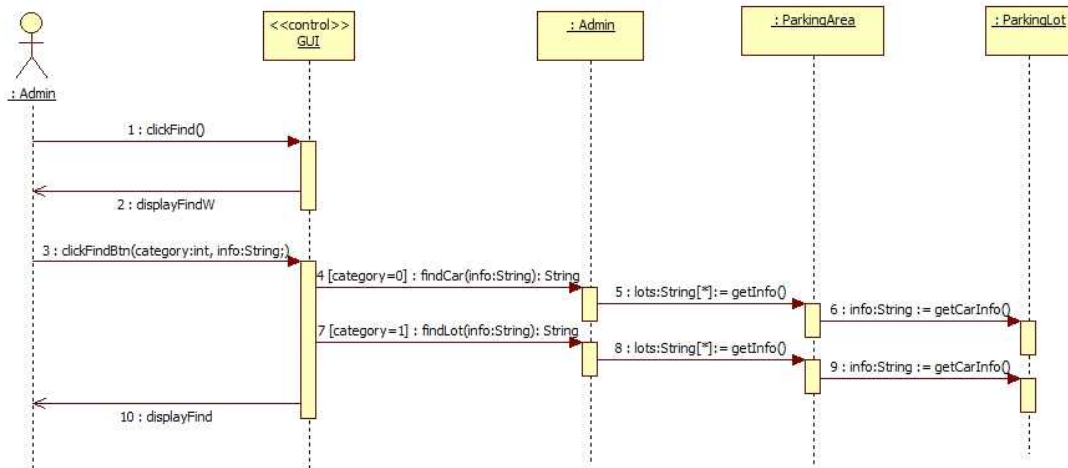 <<control>>
GUI
: Admin
: ParkingArea
: ParkingLot
: Admin
1 : clickFind()
2 : displayFindW
3 : clickFindBtn(category:int, info:String;)
4 [category=0] : findCar(info:String): String
5 : lots:String[*]:= getInfo()
6 : info:String := getCarInfo()
7 [category=1] : findLot(info:String): String
8 : lots:String[*]:= getInfo()
9 : info:String := getCarInfo()
10 : displayFind